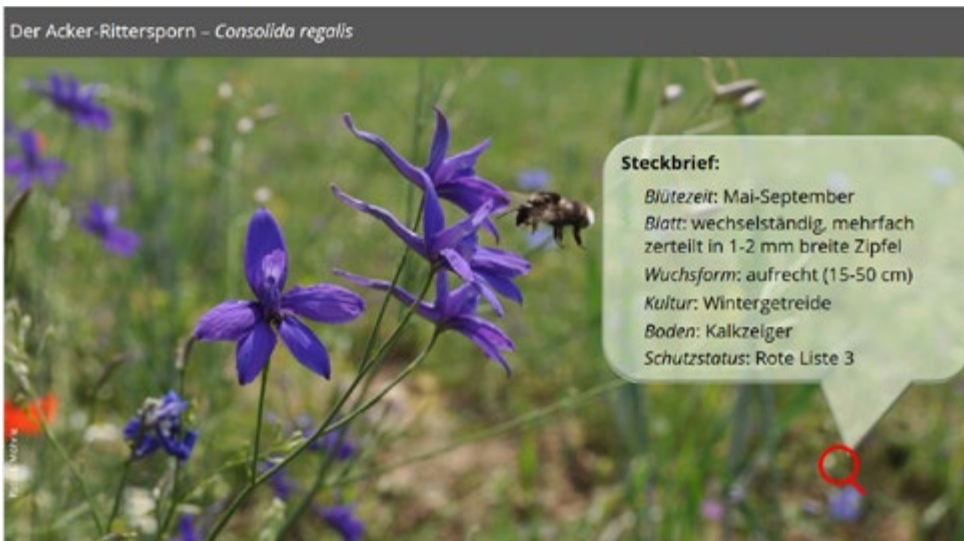 Der Acker-Rittersporn – Consolida regalis
Steckbrief:
Blütezeit: Mai-September
Blatt: wechselständig, mehrfach
zerteilt in 1-2 mm breite Zipfel
Wuchsform: aufrecht (15-50 cm)
Kultur: Wintergetreide
Boden: Kalkzeiger
Schutzstatus: Rote Liste 3